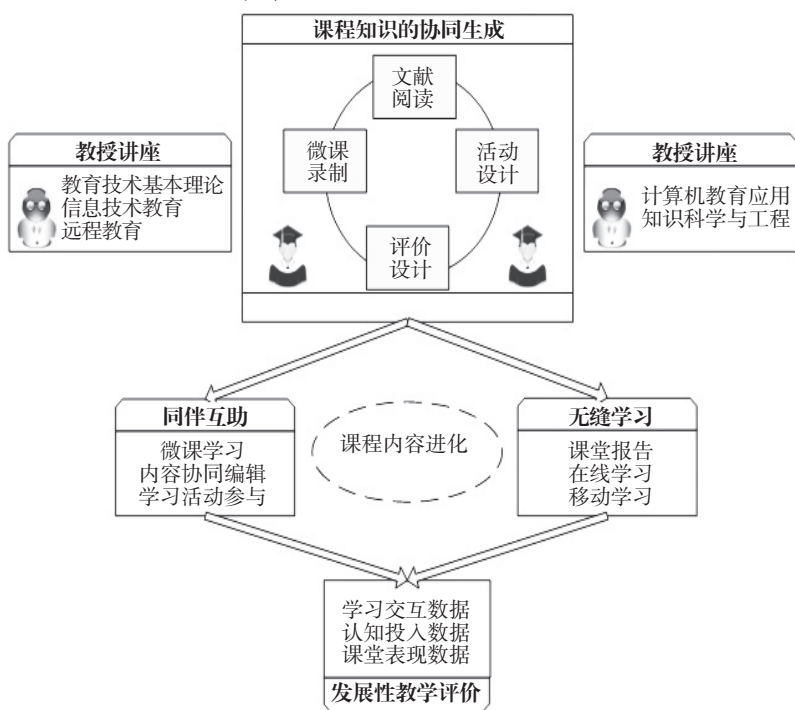 课程知识的协同生成
文献
阅读
微课
录制
活动
设计
评价
设计
教授讲座
教育技术基本理论
信息技术教育
远程教育
教授讲座
计算机教育应用
知识科学与工程
同伴互助
微课学习
内容协同编辑
学习活动参与
课程内容进化
无缝学习
课堂报告
在线学习
移动学习
学习交互数据
认知投入数据
课堂表现数据
发展性教学评价